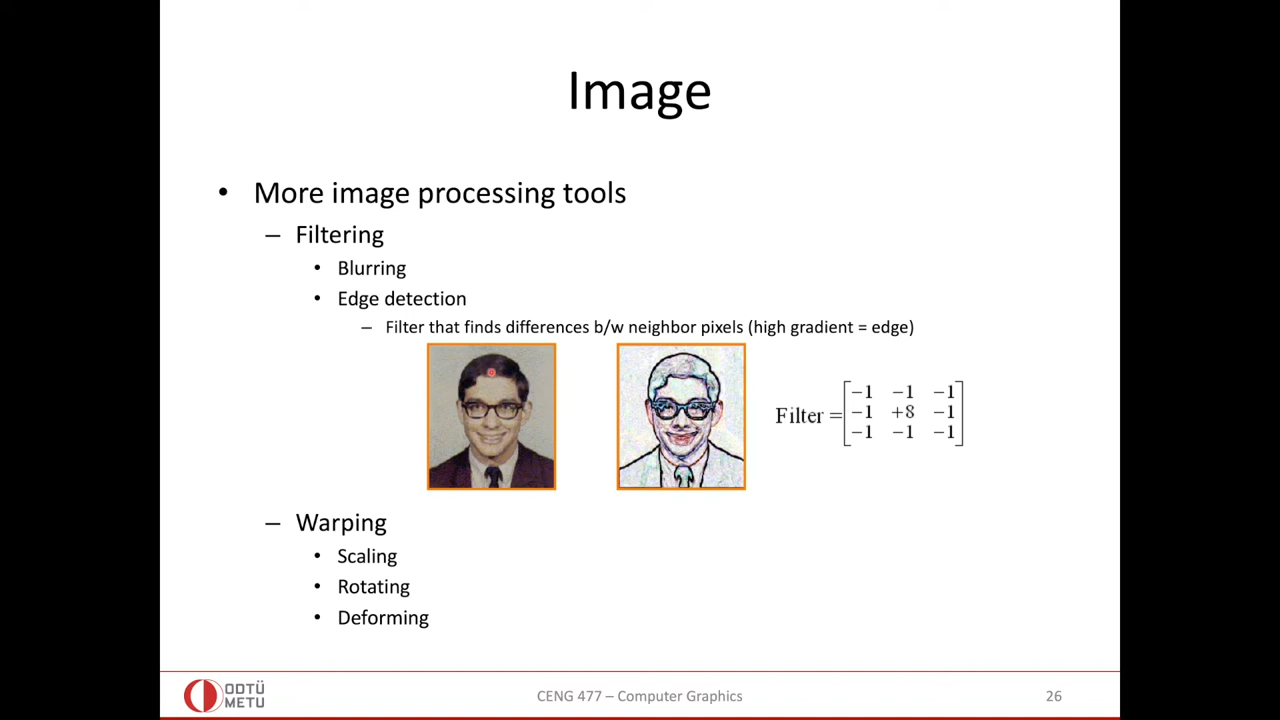 Image
• More image processing tools
– Filtering
• Blurring
• Edge detection
– Filter that finds differences b/w neighbor pixels (high gradient = edge)
Filter =
−1 −1 −1
−1 +8 −1
−1 −1 −1
– Warping
• Scaling
• Rotating
• Deforming
ODTÜ
METU
CENG 477 – Computer Graphics
26